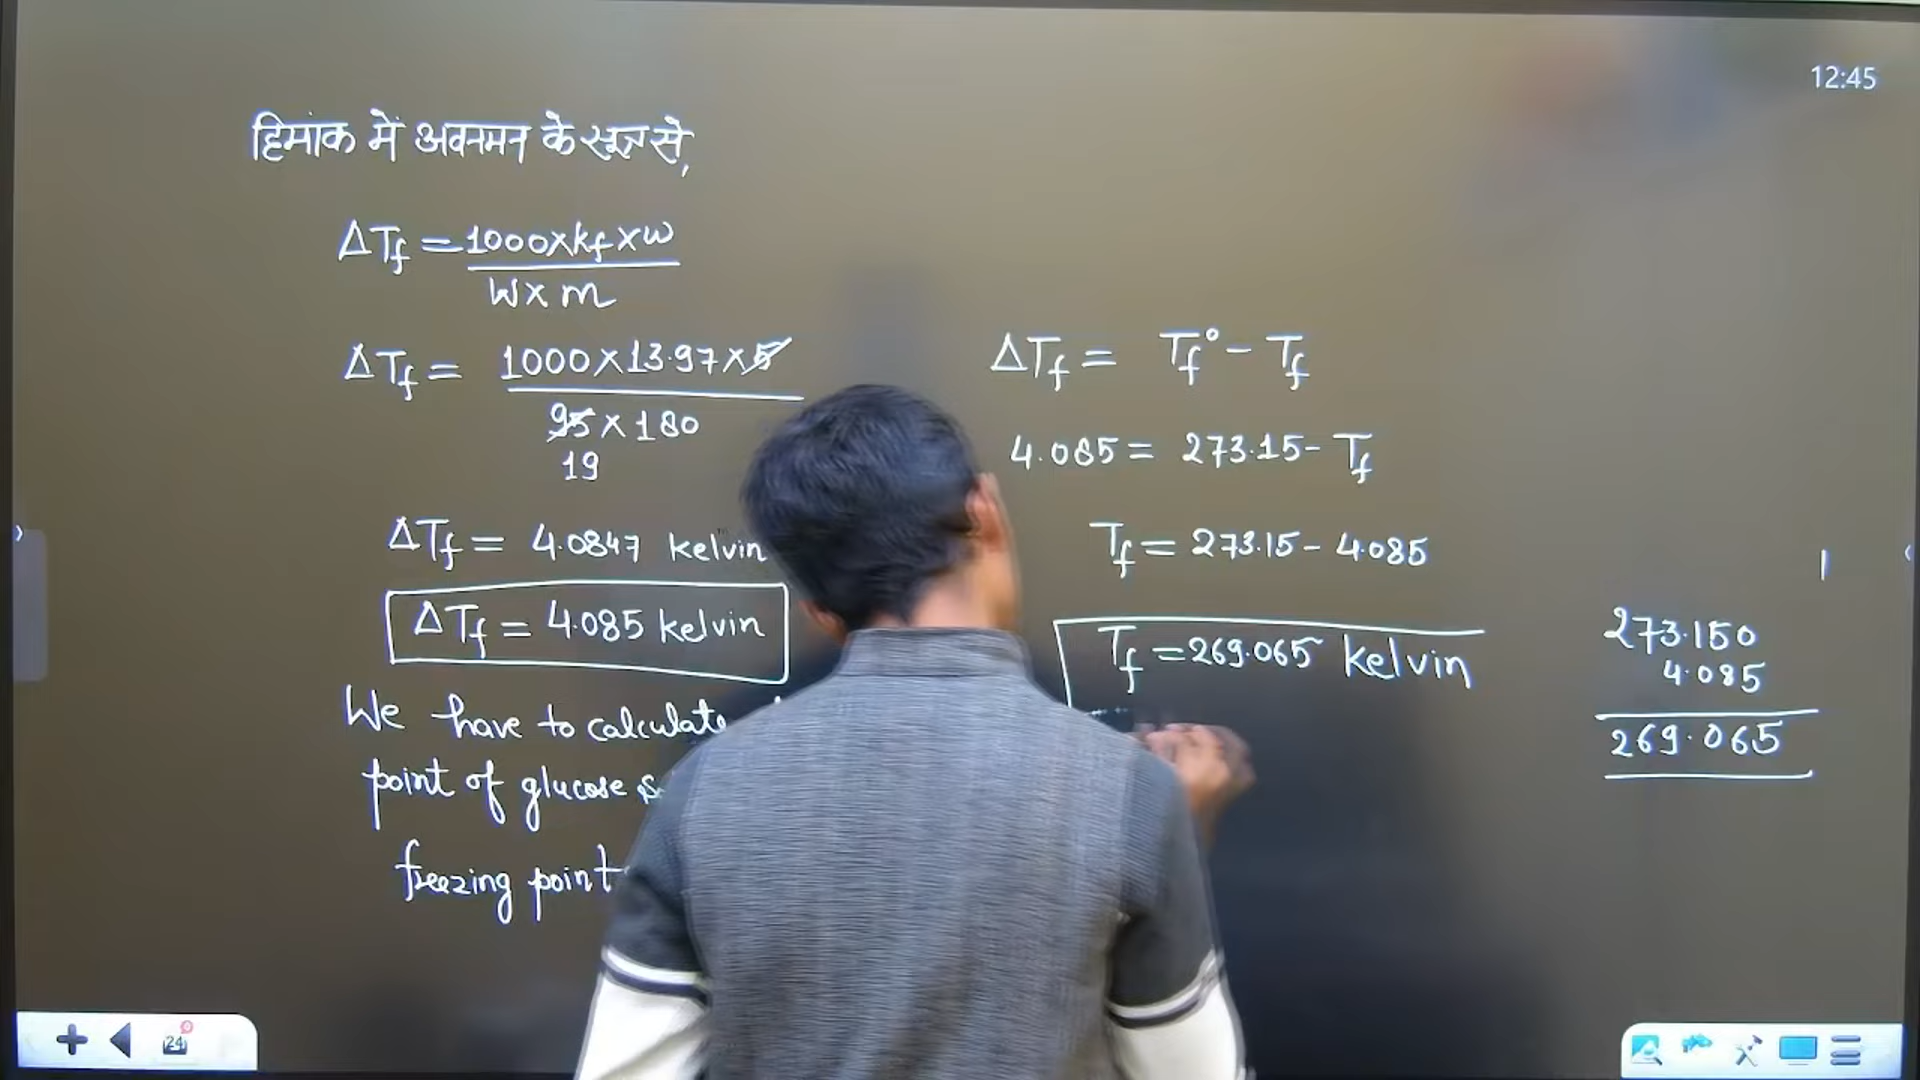 12:45
हिमांक में अवनमन के सूत्र से,
ΔTf = 1000×kf×w
W×m
ΔTf = 1000×13.97×5
95×180
19
ΔTf = 4.0847 kelvin
ΔTf = 4.085 kelvin
We have to calculate
point of glucose
freezing point
ΔTf = Tf° - Tf
4.085 = 273.15 - Tf
Tf = 273.15 - 4.085
Tf = 269.065 kelvin
273.150
4.085
269.065
24